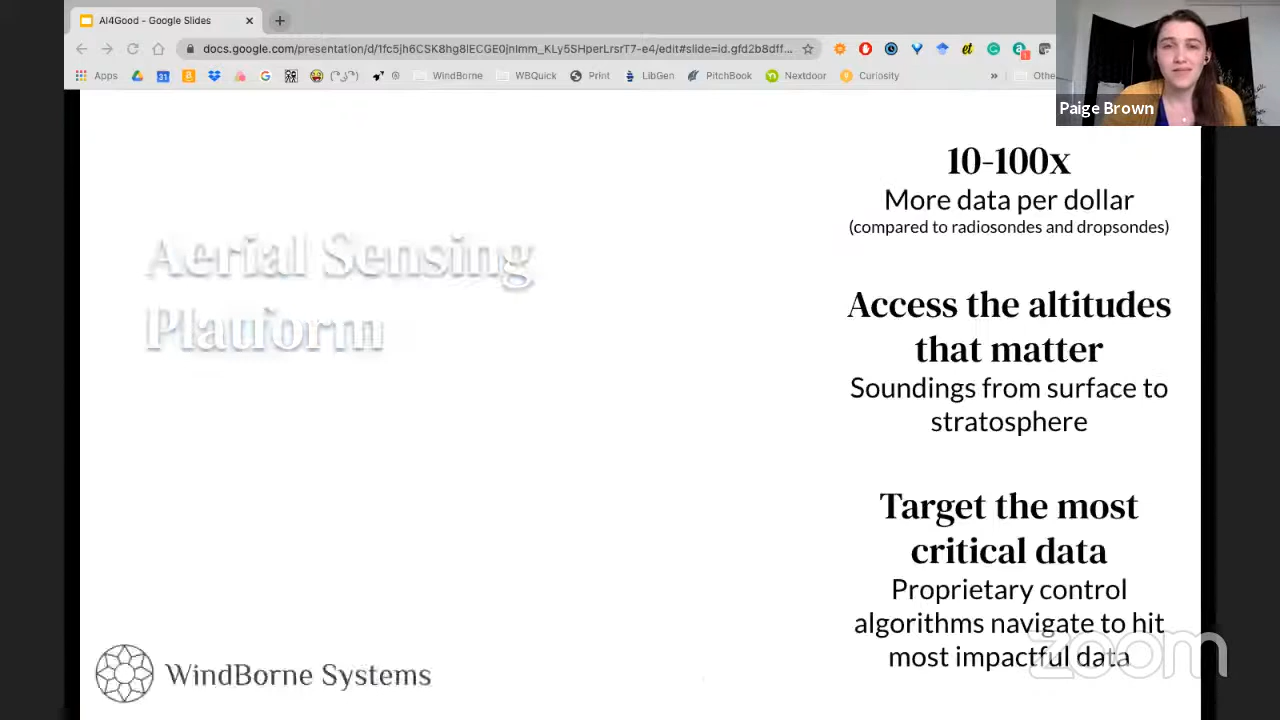 AI4Good - Google Slides
docs.google.com/presentation/d/1fc5jh6CSK8hg8lECGE0jnImm_KLy5SHperLrsrT7-e4/edit#slide=id.gfd2b8dff...
Apps
WindBorne
WBQuick
Print
LibGen
PitchBook
Nextdoor
Curiosity
»
Othe
Paige Brown
10-100x
More data per dollar
(compared to radiosondes and dropsondes)
Aerial Sensing
Platform
Access the altitudes
that matter
Soundings from surface to
stratosphere
Target the most
critical data
Proprietary control
algorithms navigate to hit
most impactful data
WindBorne Systems
zoom